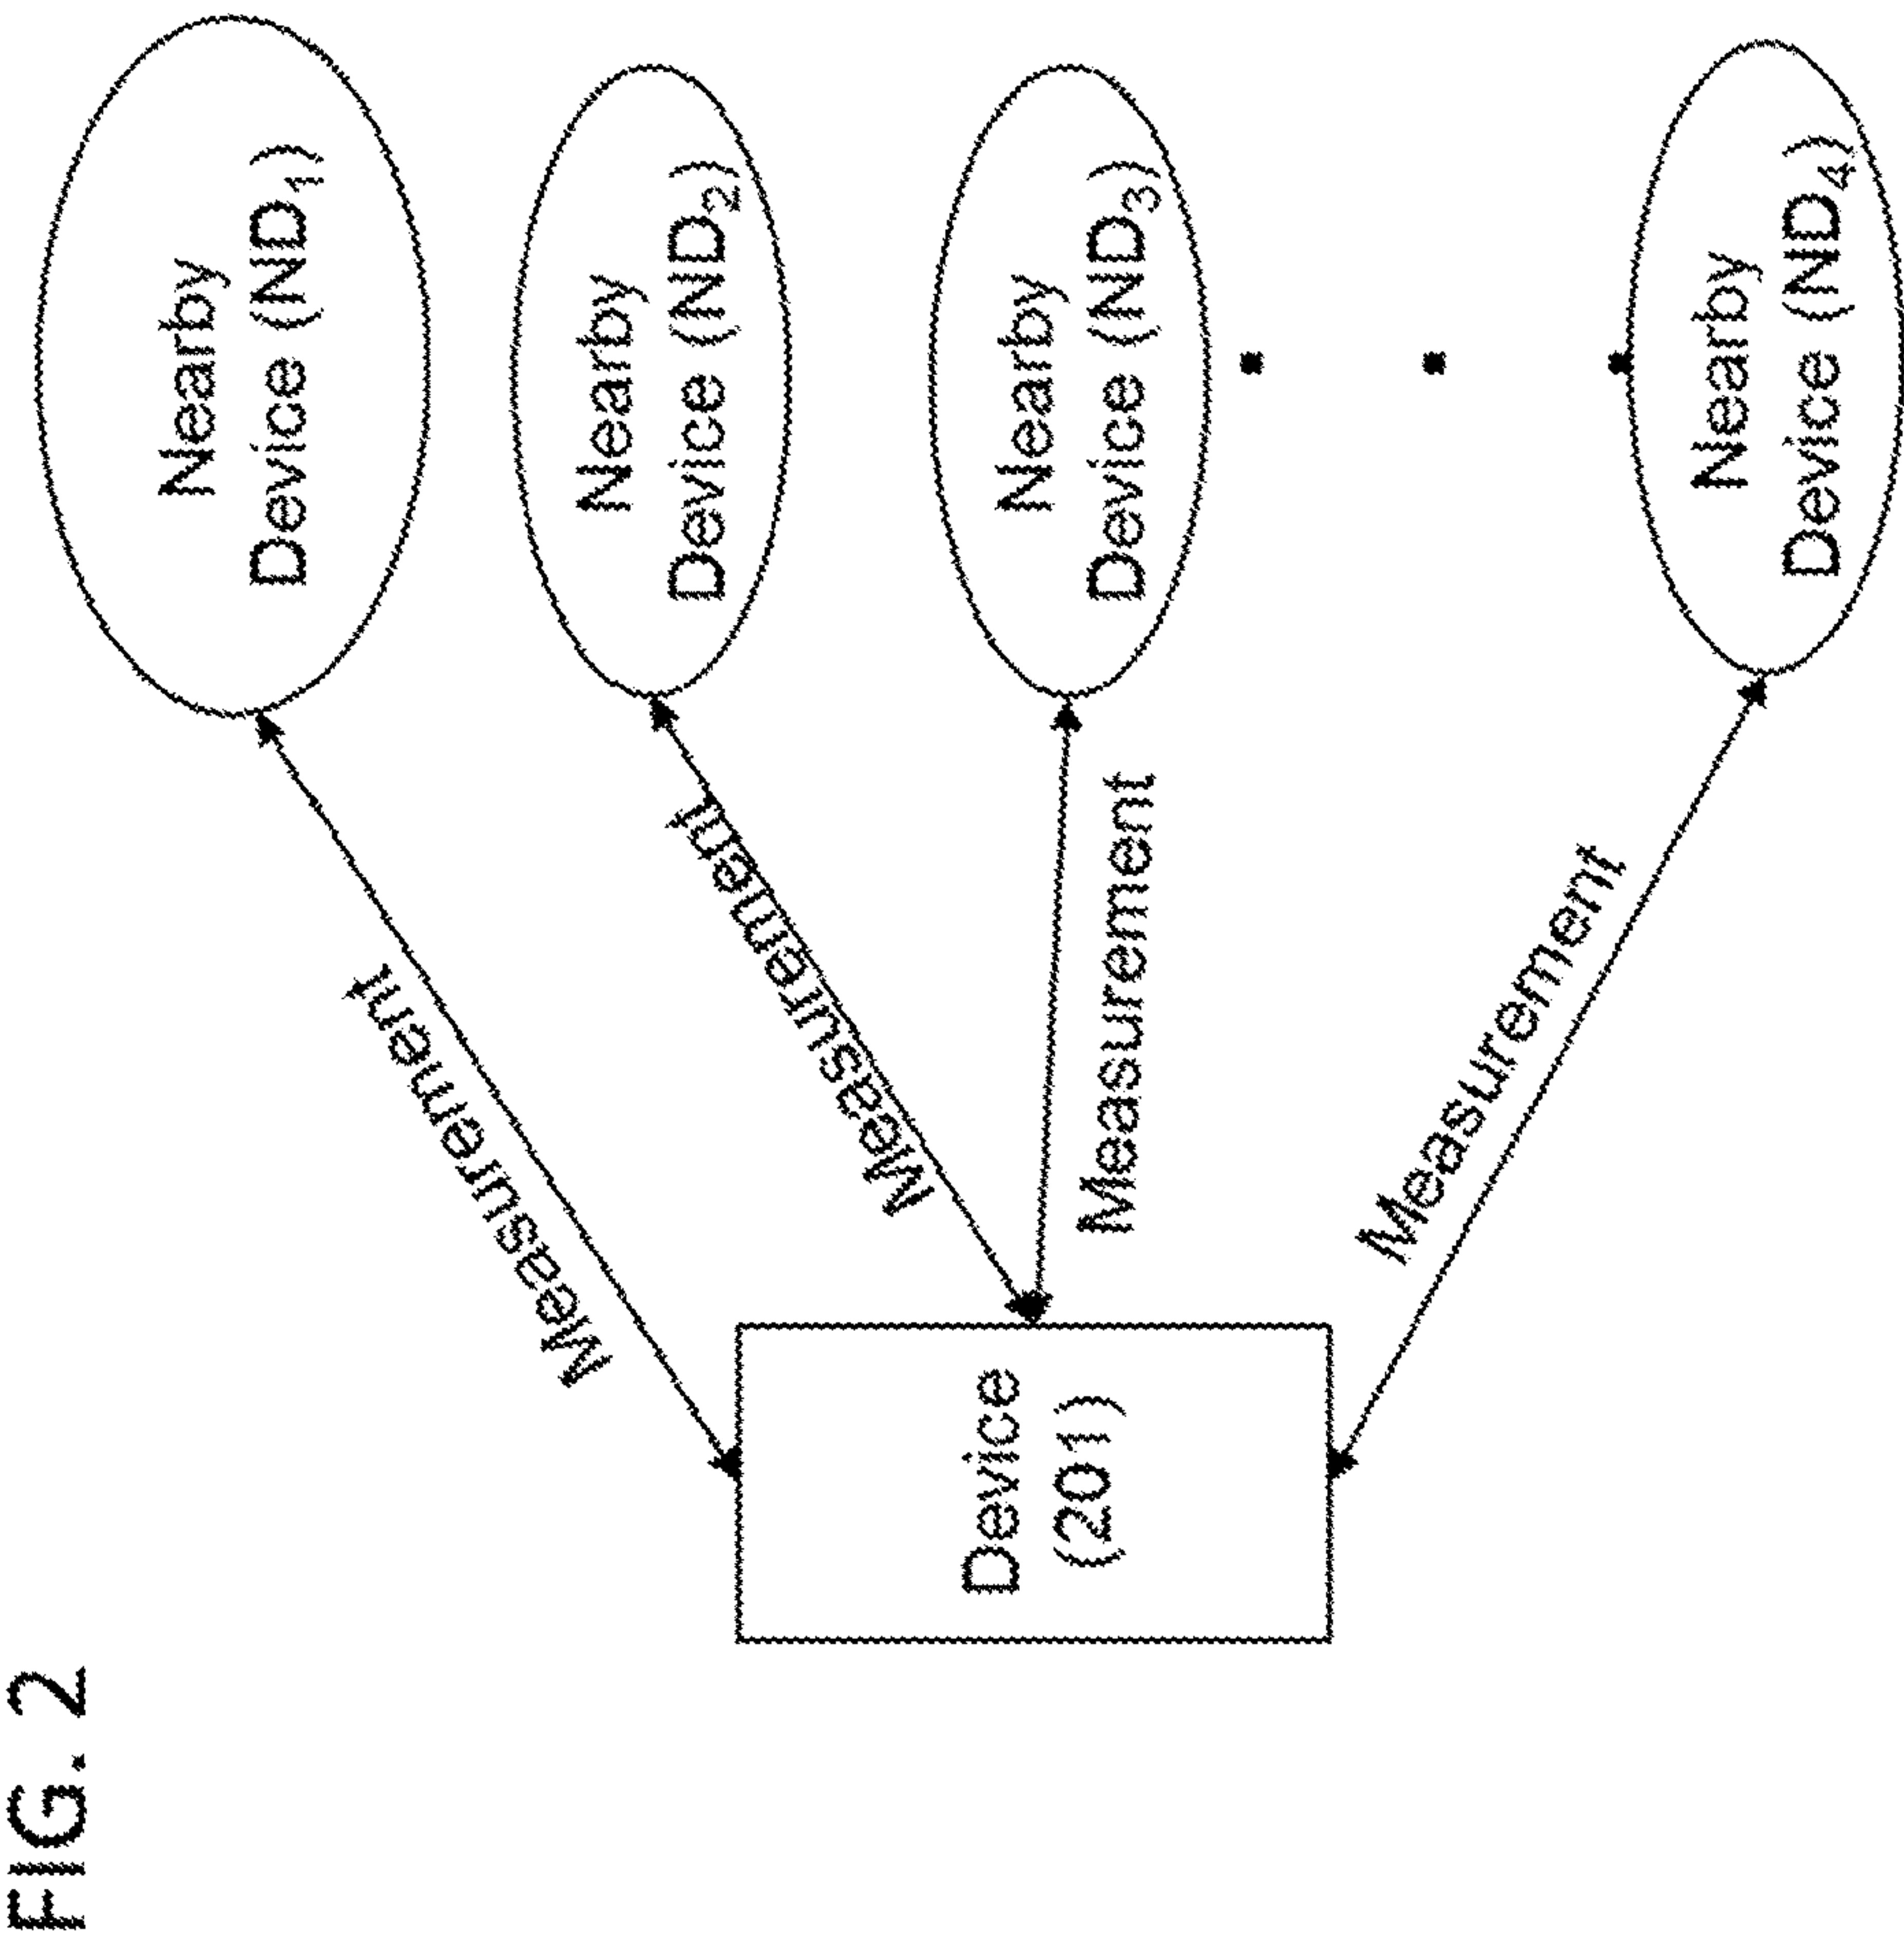 FIG. 2
Nearby
Device (ND₁)
Measurement
Nearby
Device (ND₂)
Measurement
Device
(201)
Nearby
Device (ND₃)
Measurement
Nearby
Device (ND₄)
Measurement